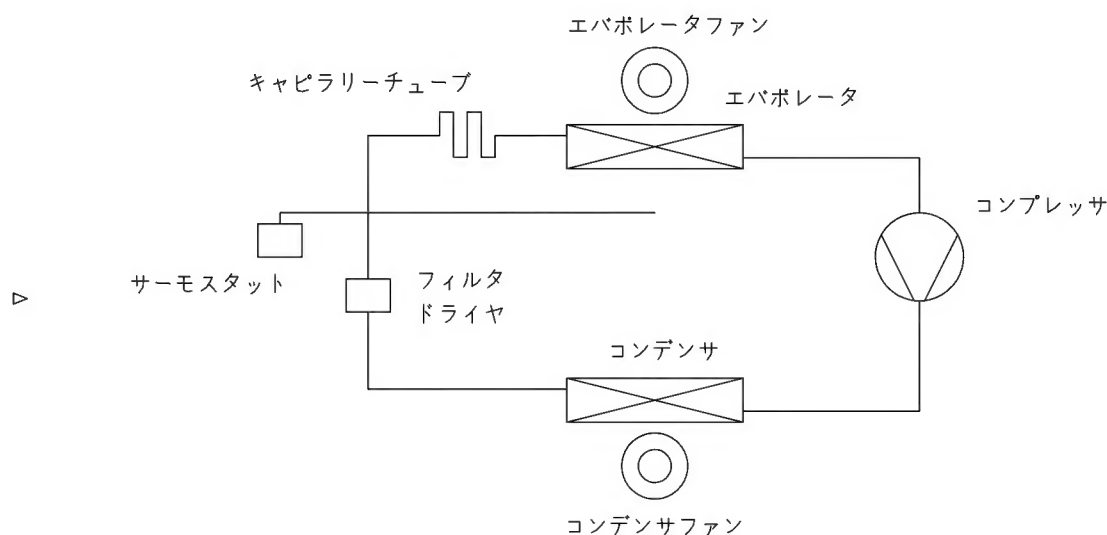 エバポレータファン
キャピラリーチューブ
エバポレータ
コンプレッサ
サーモスタット
フィルタ
ドライヤ
コンデンサ
コンデンサファン